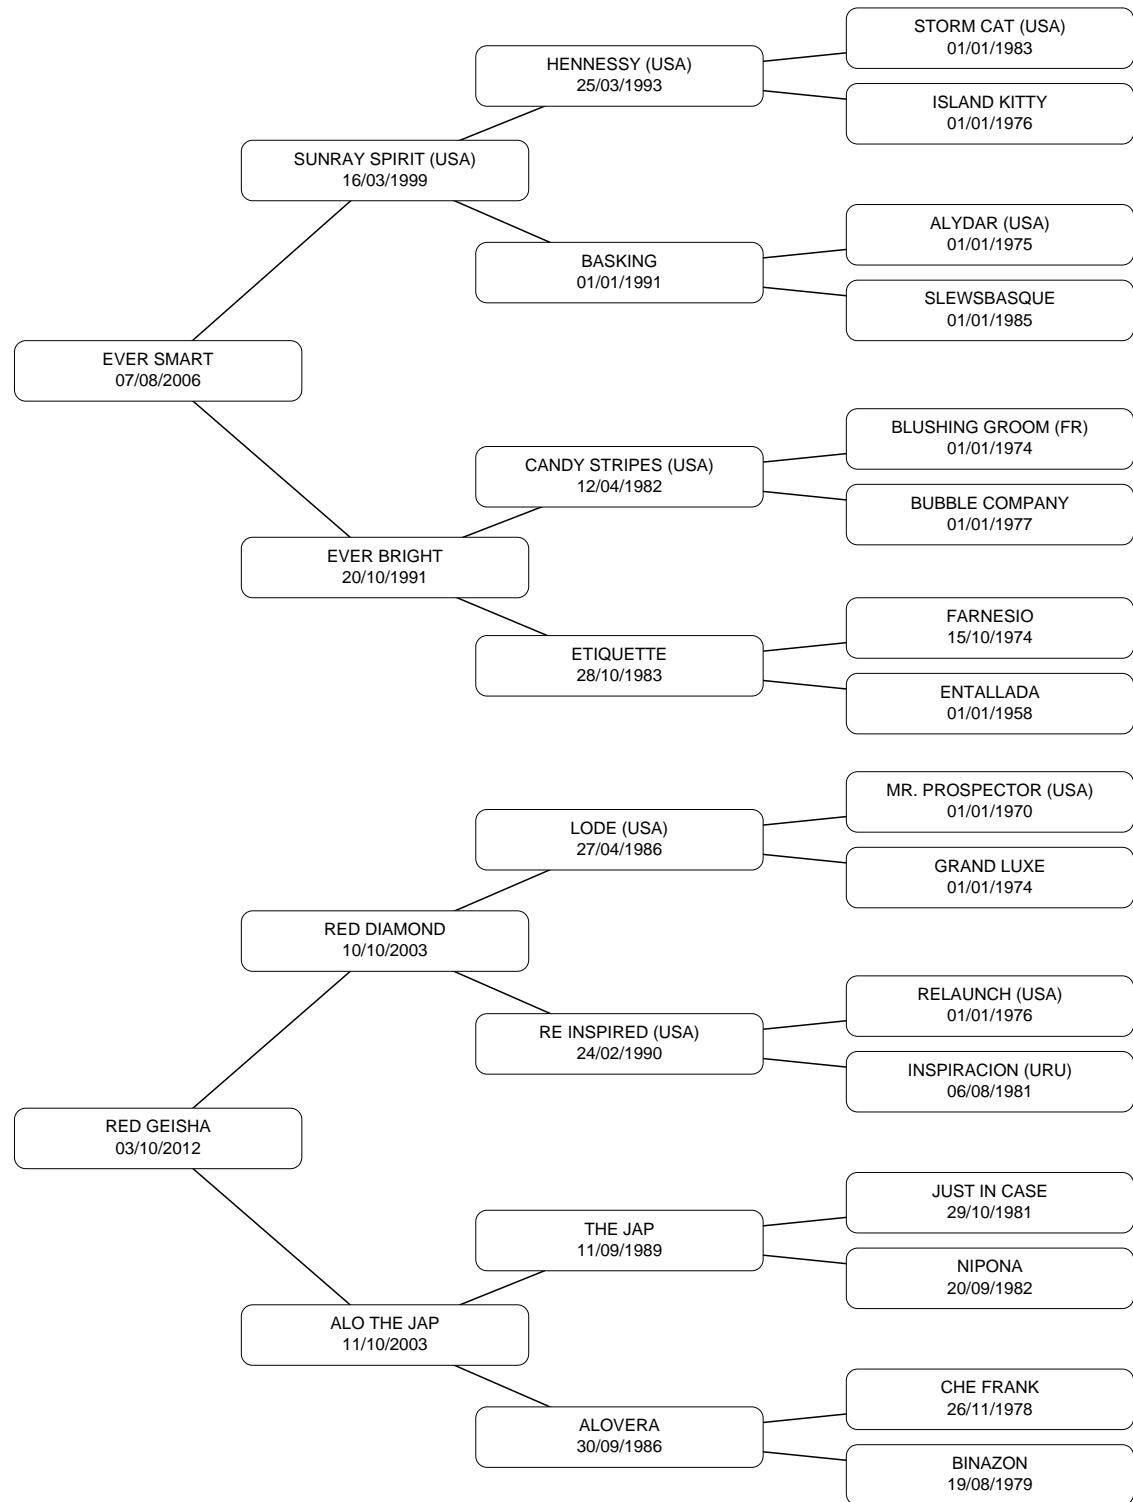 STORM CAT (USA)
01/01/1983
HENNESSY (USA)
25/03/1993
ISLAND KITTY
01/01/1976
SUNRAY SPIRIT (USA)
16/03/1999
ALYDAR (USA)
01/01/1975
BASKING
01/01/1991
SLEWSBASQUE
01/01/1985
EVER SMART
07/08/2006
BLUSHING GROOM (FR)
01/01/1974
CANDY STRIPES (USA)
12/04/1982
BUBBLE COMPANY
01/01/1977
EVER BRIGHT
20/10/1991
FARNESIO
15/10/1974
ETIQUETTE
28/10/1983
ENTALLADA
01/01/1958
MR. PROSPECTOR (USA)
01/01/1970
LODE (USA)
27/04/1986
GRAND LUXE
01/01/1974
RED DIAMOND
10/10/2003
RELAUNCH (USA)
01/01/1976
RE INSPIRED (USA)
24/02/1990
INSPIRACION (URU)
06/08/1981
RED GEISHA
03/10/2012
JUST IN CASE
29/10/1981
THE JAP
11/09/1989
NIPONA
20/09/1982
ALO THE JAP
11/10/2003
CHE FRANK
26/11/1978
ALOVERA
30/09/1986
BINAZON
19/08/1979